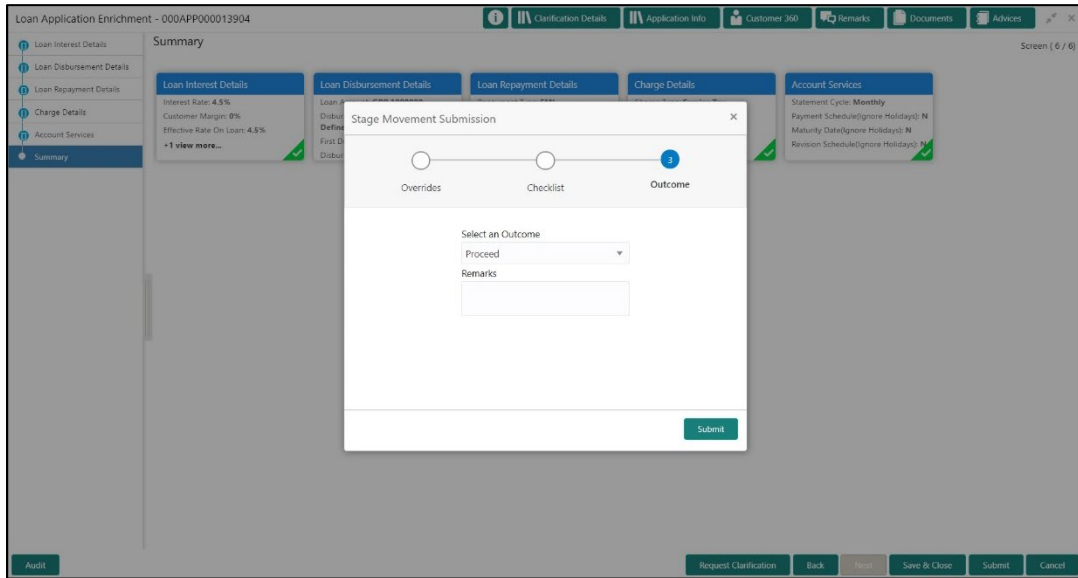 Loan Application Enrichment - 000APP000013904
Clarification Details
Application Info
Customer 360
Remarks
Documents
Advices
Loan Interest Details
Loan Disbursement Details
Loan Repayment Details
Charge Details
Account Services
Summary
Summary
Screen ( 6 / 6)
Loan Interest Details
Interest Rate: 4.5%
Customer Margin: 0%
Effective Rate On Loan: 4.5%
+1 view more...
Loan Disbursement Details
Loan
Disbur
Define
First D
Disbur
Loan Repayment Details
Charge Details
Account Services
Statement Cycle: Monthly
Payment Schedule(Ignore Holidays): N
Maturity Date(Ignore Holidays): N
Revision Schedule(Ignore Holidays): N
Stage Movement Submission
Overrides
Checklist
3
Outcome
Select an Outcome
Proceed
Remarks
Submit
Audit
Request Clarification
Back
Next
Save & Close
Submit
Cancel